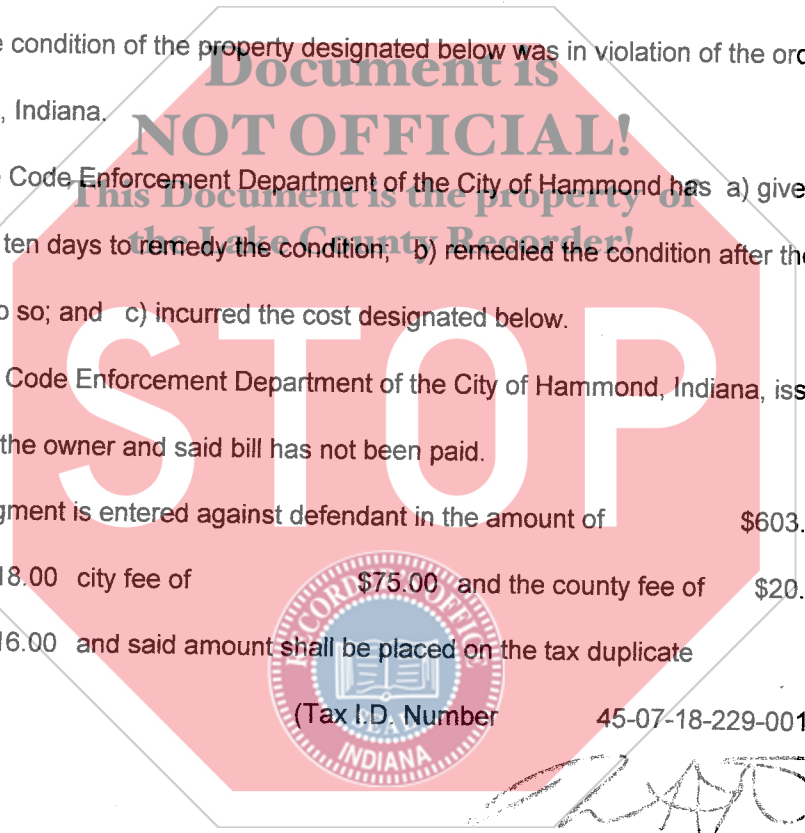 e condition of the property designated below was in violation of the ord
Document is
, Indiana.
NOT OFFICIAL!
Code Enforcement Department of the City of Hammond has a) give
This Document is the property of
ten days to remedy the condition; b) remedied the condition after the
the Lake County Recorder!
o so; and c) incurred the cost designated below.
Code Enforcement Department of the City of Hammond, Indiana, iss
STOP
the owner and said bill has not been paid.
gment is entered against defendant in the amount of $603.
18.00 city fee of $75.00 and the county fee of $20.
16.00 and said amount shall be placed on the tax duplicate
RECORDER'S OFFICE
SEAL
INDIANA
(Tax I.D. Number 45-07-18-229-001